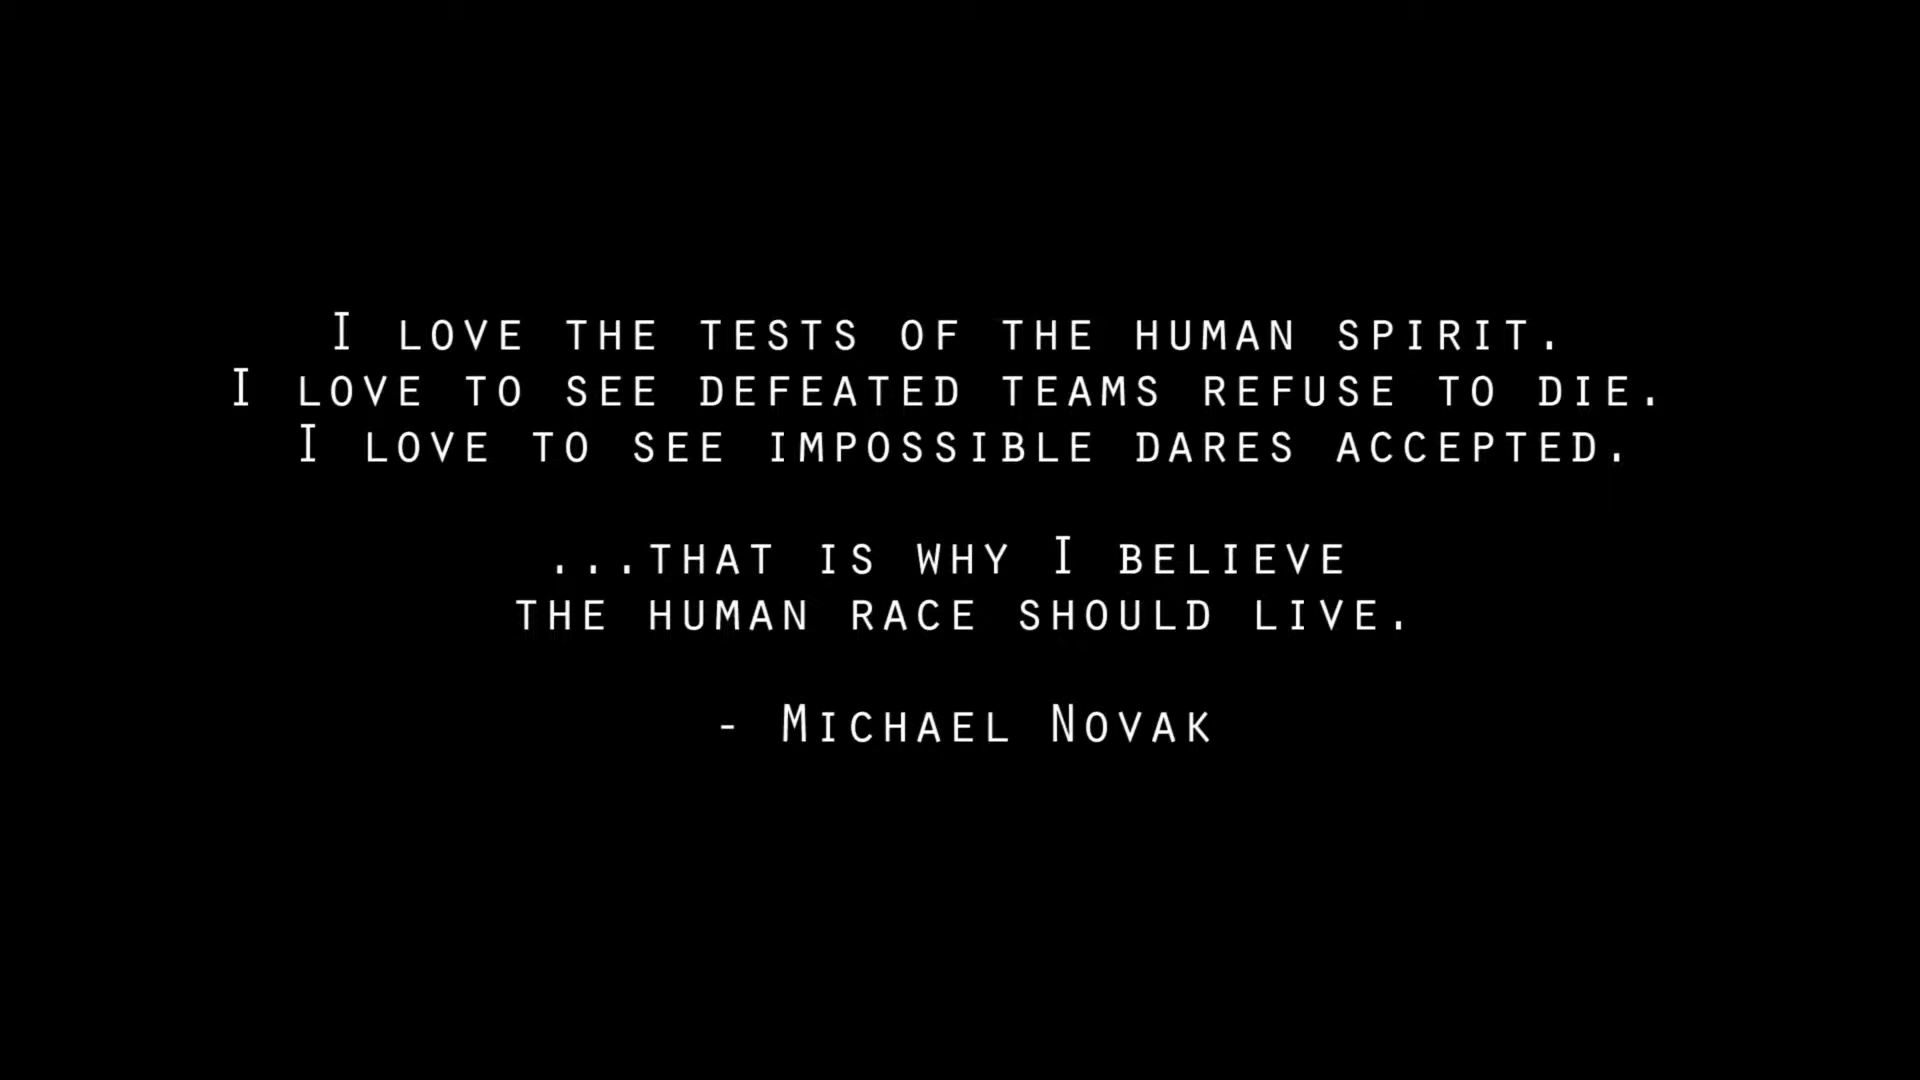 I LOVE THE TESTS OF THE HUMAN SPIRIT.
I LOVE TO SEE DEFEATED TEAMS REFUSE TO DIE.
I LOVE TO SEE IMPOSSIBLE DARES ACCEPTED.
...THAT IS WHY I BELIEVE
THE HUMAN RACE SHOULD LIVE.
- MICHAEL NOVAK